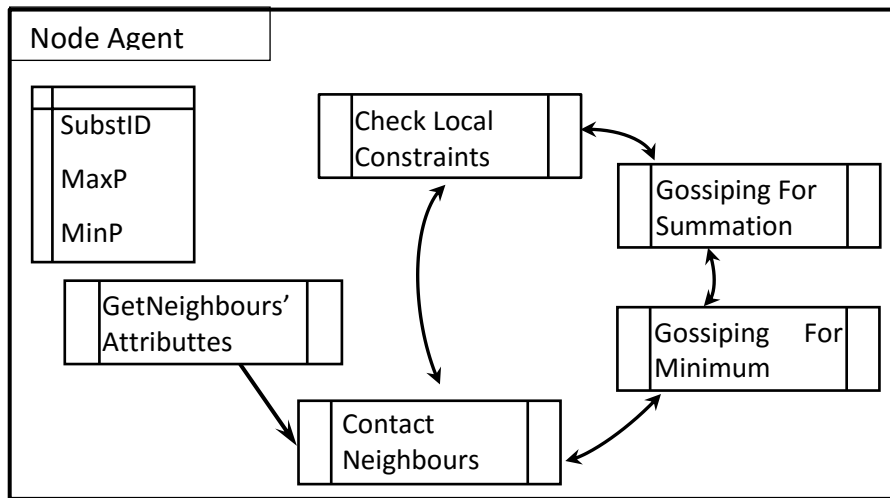 Node Agent
SubstID
MaxP
MinP
Check Local
Constraints
Gossiping For
Summation
GetNeighbours’
Attributtes
Gossiping For
Minimum
Contact
Neighbours